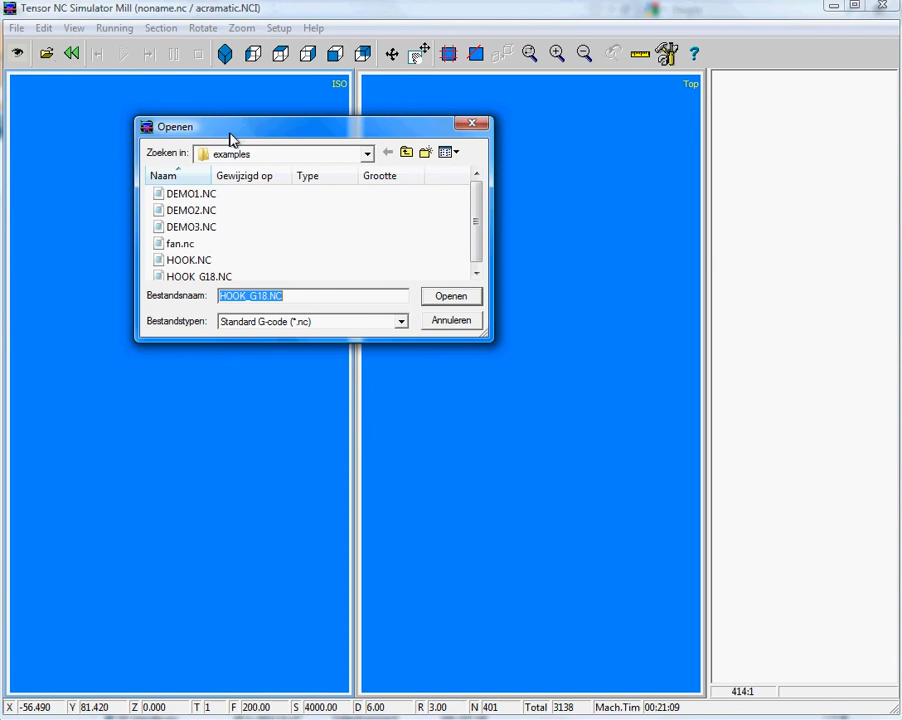 Tensor NC Simulator Mill (noname.nc / acramatic.NCI)
File Edit View Running Section Rotate Zoom Setup Help
ISO
Top
Openen
Zoeken in: examples
Naam Gewijzigd op Type Grootte
DEMO1.NC
DEMO2.NC
DEMO3.NC
fan.nc
HOOK.NC
HOOK_G18.NC
Bestandsnaam: HOOK_G18.NC Openen
Bestandstypen: Standard G-code (*.nc) Annuleren
414:1
X -56.490 Y 81.420 Z 0.000 T 1 F 200.00 S 4000.00 D 6.00 R 3.00 N 401 Total 3138 Mach.Tim 00:21:09